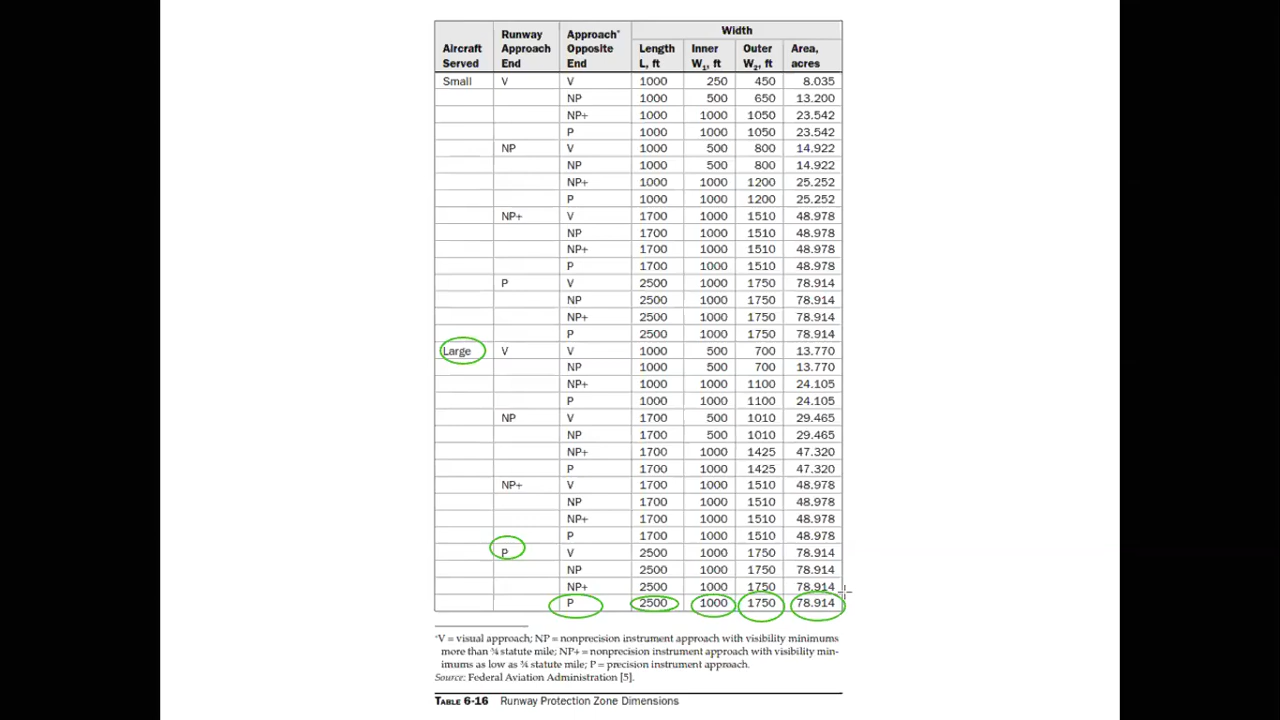 Width
Aircraft Served Runway Approach End Approach* Opposite End Length L, ft Inner W1, ft Outer W2, ft Area, acres
Small V V 1000 250 450 8.035
NP 1000 500 650 13.200
NP+ 1000 1000 1050 23.542
P 1000 1000 1050 23.542
NP V 1000 500 800 14.922
NP 1000 500 800 14.922
NP+ 1000 1000 1200 25.252
P 1000 1000 1200 25.252
NP+ V 1700 1000 1510 48.978
NP 1700 1000 1510 48.978
NP+ 1700 1000 1510 48.978
P 1700 1000 1510 48.978
P V 2500 1000 1750 78.914
NP 2500 1000 1750 78.914
NP+ 2500 1000 1750 78.914
P 2500 1000 1750 78.914
Large V V 1000 500 700 13.770
NP 1000 500 700 13.770
NP+ 1000 1000 1100 24.105
P 1000 1000 1100 24.105
NP V 1700 500 1010 29.465
NP 1700 500 1010 29.465
NP+ 1700 1000 1425 47.320
P 1700 1000 1425 47.320
NP+ V 1700 1000 1510 48.978
NP 1700 1000 1510 48.978
NP+ 1700 1000 1510 48.978
P 1700 1000 1510 48.978
P V 2500 1000 1750 78.914
NP 2500 1000 1750 78.914
NP+ 2500 1000 1750 78.914
P 2500 1000 1750 78.914
*V = visual approach; NP = nonprecision instrument approach with visibility minimums
more than ¾ statute mile; NP+ = nonprecision instrument approach with visibility min-
imums as low as ¾ statute mile; P = precision instrument approach.
Source: Federal Aviation Administration [5].
TABLE 6-16 Runway Protection Zone Dimensions